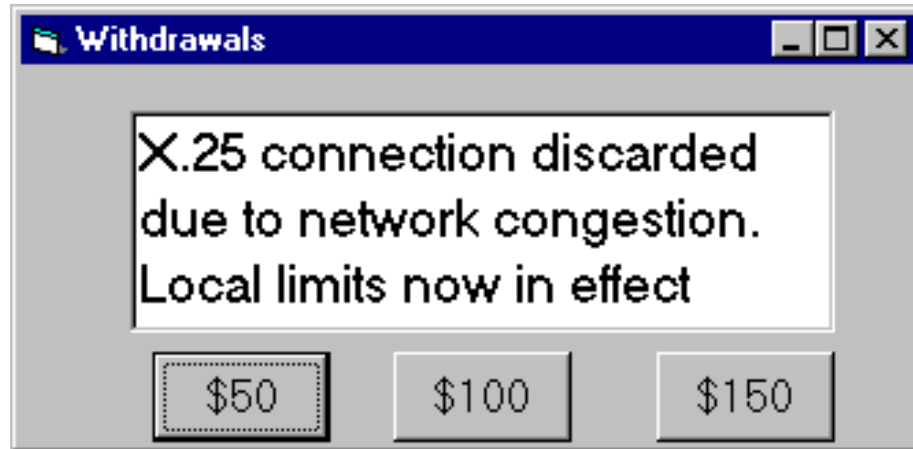 Withdrawals
X.25 connection discarded
due to network congestion.
Local limits now in effect
$50 $100 $150